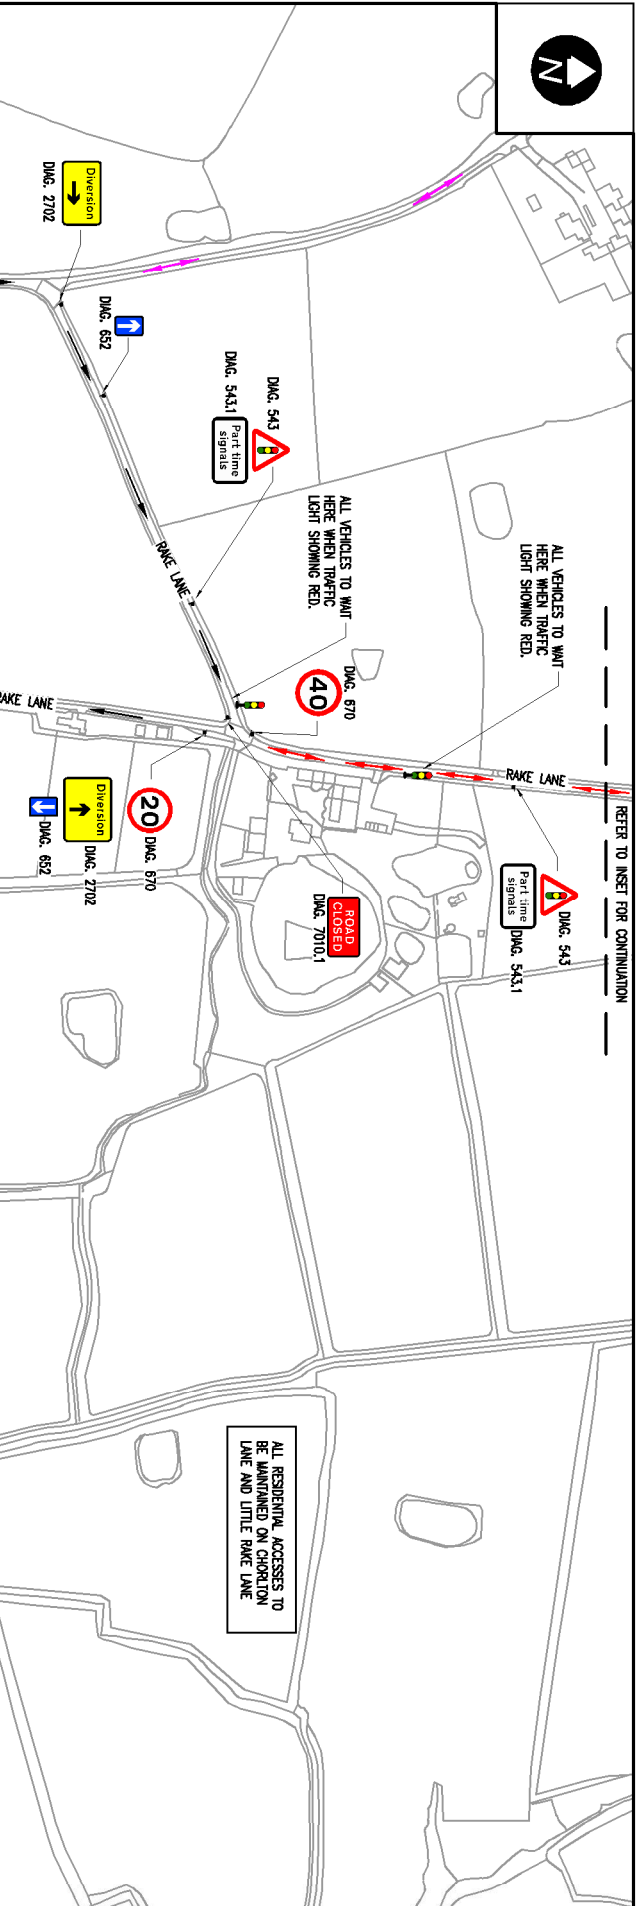 N
Diversion
DIAG. 2702
DIAG. 652
DIAG. 543
DIAG. 543.1
Part time
signals
ALL VEHICLES TO WAIT
HERE WHEN TRAFFIC
LIGHT SHOWING RED.
ALL VEHICLES TO WAIT
HERE WHEN TRAFFIC
LIGHT SHOWING RED.
RAKE LANE
40
DIAG. 670
RAKE LANE
RAKE LANE
REFER TO INSET FOR CONTINUATION
20
DIAG. 670
Diversion
DIAG. 2702
DIAG. 652
ROAD
CLOSED
DIAG. 7010.1
DIAG. 543
Part time
signals
DIAG. 543.1
ALL RESIDENTIAL ACCESSES TO
BE MAINTAINED ON CHORLTON
LANE AND LITTLE RAKE LANE